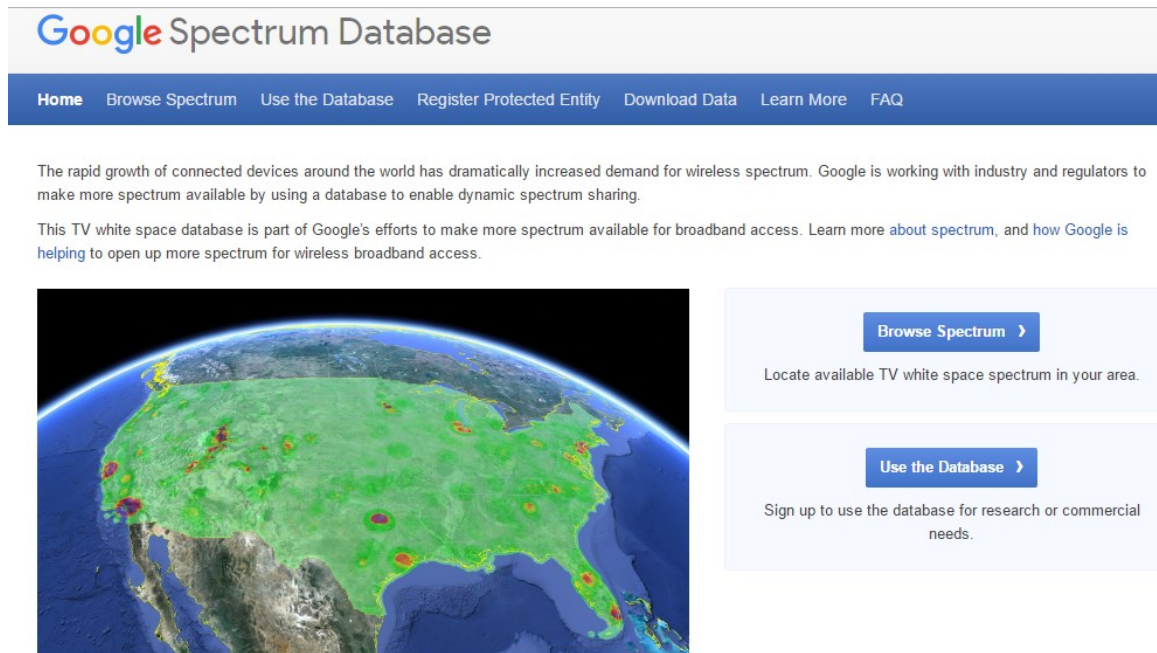 Google Spectrum Database
Home Browse Spectrum Use the Database Register Protected Entity Download Data Learn More FAQ
The rapid growth of connected devices around the world has dramatically increased demand for wireless spectrum. Google is working with industry and regulators to
make more spectrum available by using a database to enable dynamic spectrum sharing.
This TV white space database is part of Google's efforts to make more spectrum available for broadband access. Learn more about spectrum, and how Google is
helping to open up more spectrum for wireless broadband access.
Browse Spectrum ›
Locate available TV white space spectrum in your area.
Use the Database ›
Sign up to use the database for research or commercial
needs.